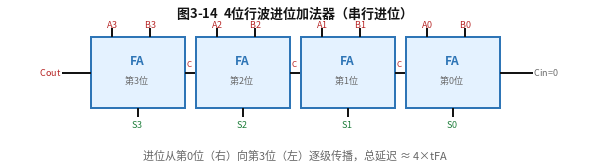 图3-14 4位行波进位加法器（串行进位）
A3 B3 A2 B2 A1 B1 A0 B0
Cout FA C FA C FA C FA Cin=0
第3位 第2位 第1位 第0位
S3 S2 S1 S0
进位从第0位（右）向第3位（左）逐级传播，总延迟 ≈ 4×tFA